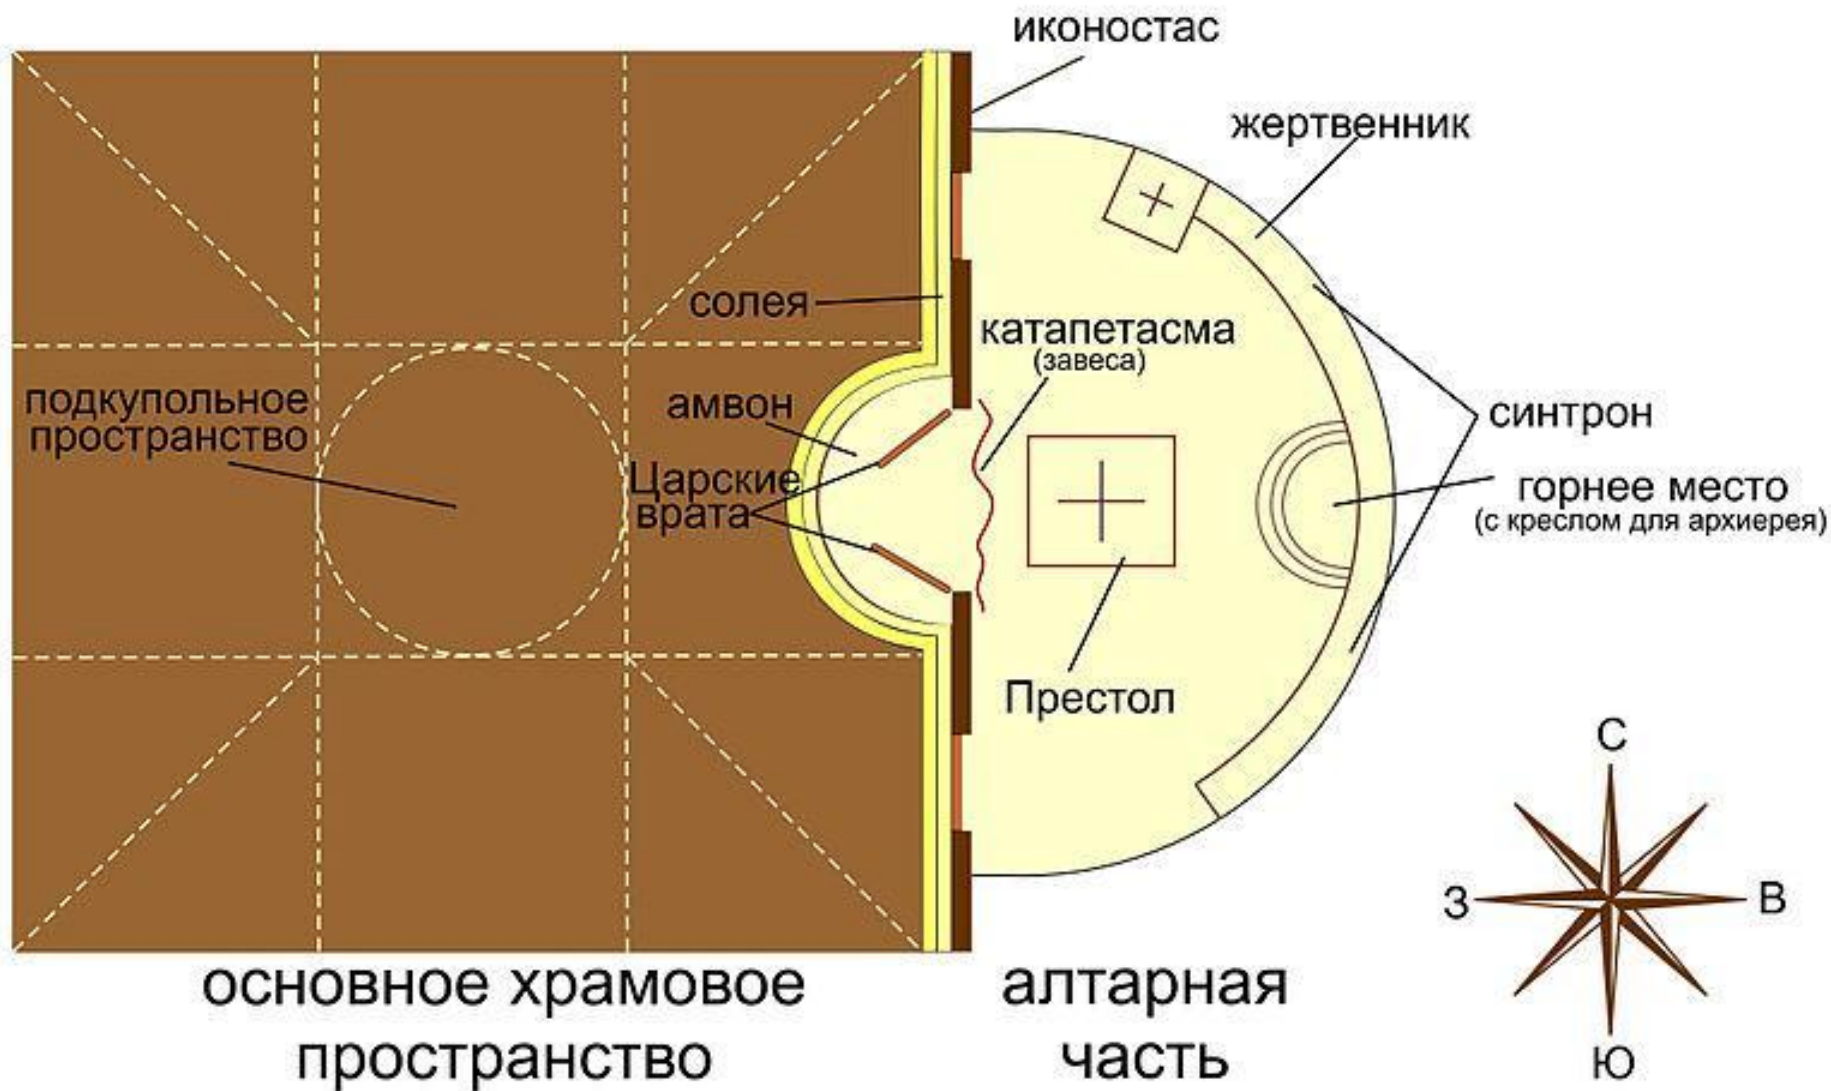 иконостас
жертвенник
солея
катапетасма
(завеса)
подкупольное
пространство
амвон
синтрон
Царские
врата
горнее место
(с креслом для архиерея)
Престол
С
З
В
Ю
основное храмовое
пространство
алтарная
часть